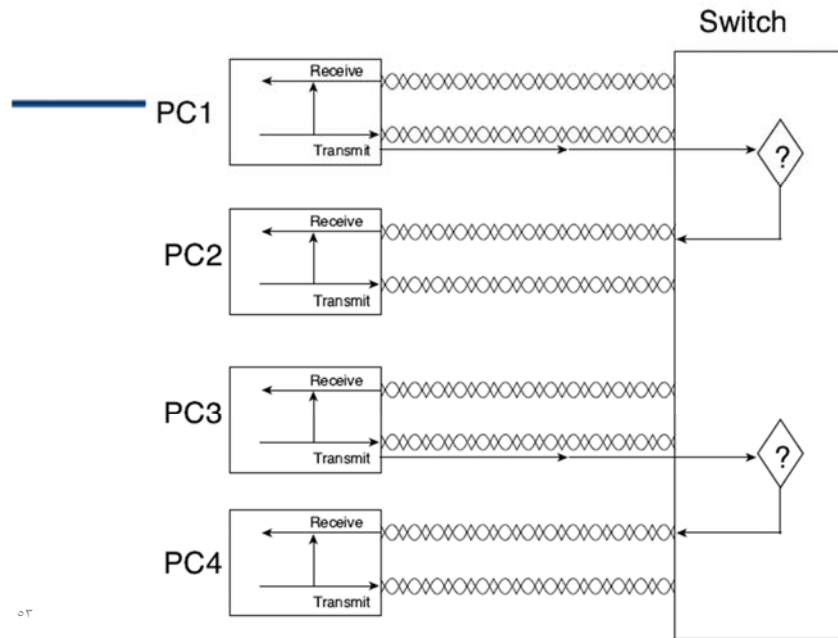 Switch
PC1
Receive
Transmit
?
PC2
Receive
Transmit
PC3
Receive
Transmit
?
PC4
Receive
Transmit
٥٣